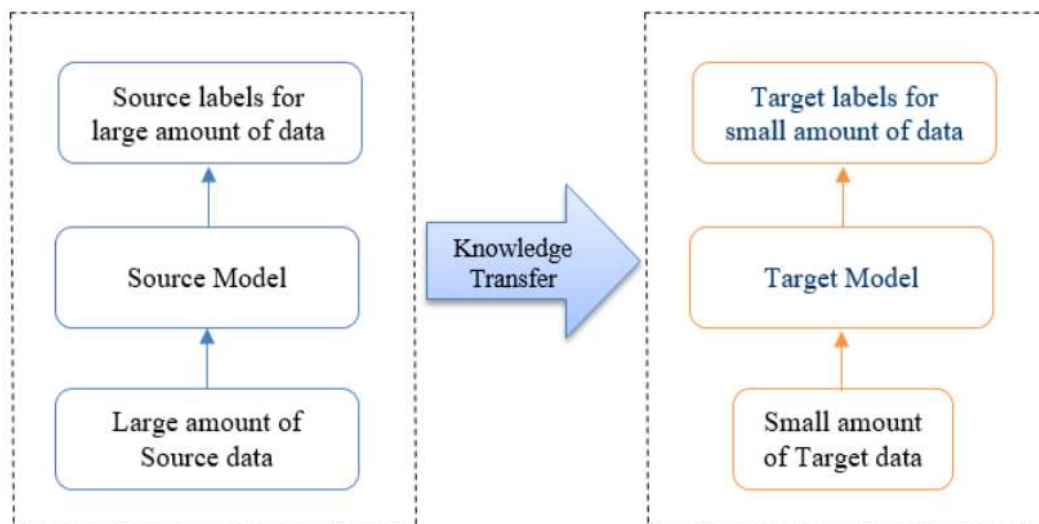 Source labels for
large amount of data
Source Model
Large amount of
Source data
Knowledge
Transfer
Target labels for
small amount of data
Target Model
Small amount
of Target data